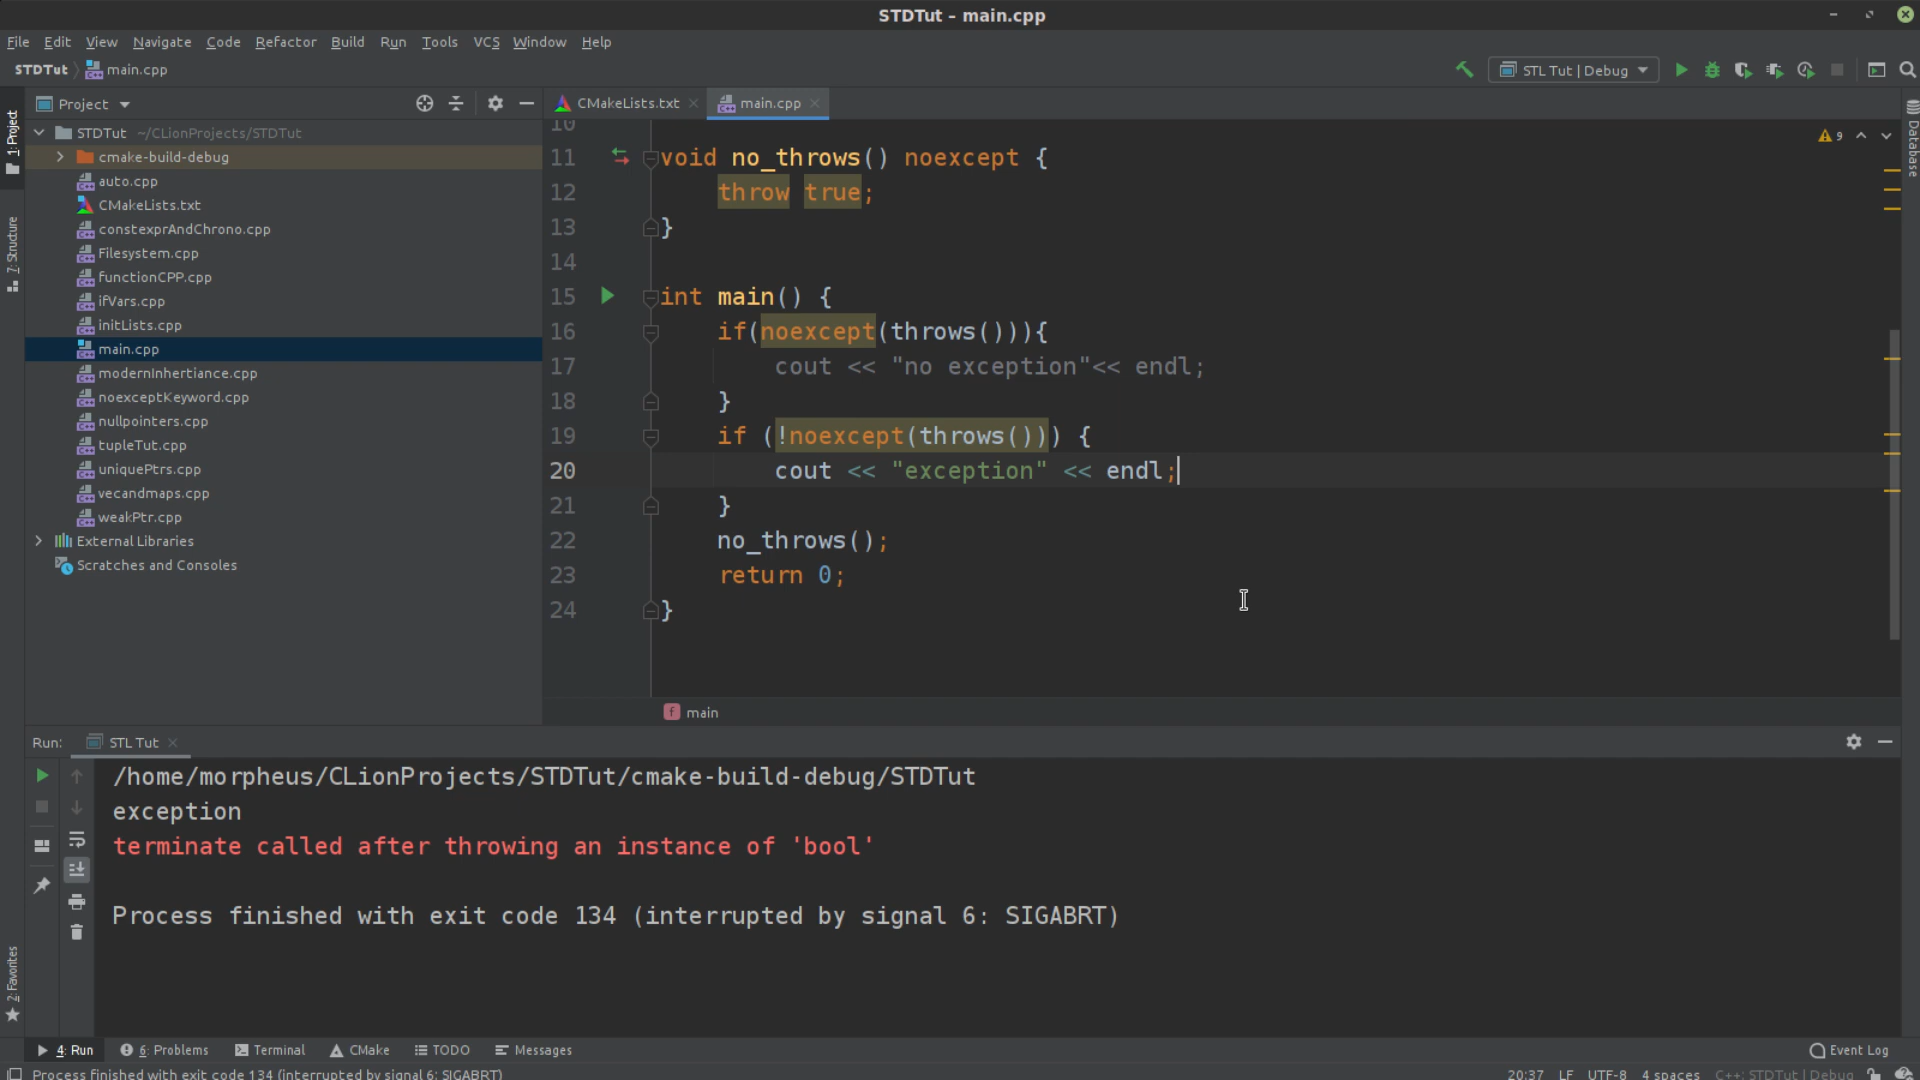 STDTut – main.cpp
File Edit View Navigate Code Refactor Build Run Tools VCS Window Help
STDTut main.cpp STL Tut | Debug
Project CMakeLists.txt main.cpp
1: Project
7: Structure
2: Favorites
Database
STDTut ~/CLionProjects/STDTut
cmake-build-debug
auto.cpp
CMakeLists.txt
constexprAndChrono.cpp
Filesystem.cpp
functionCPP.cpp
ifVars.cpp
initLists.cpp
main.cpp
modernInhertiance.cpp
noexceptKeyword.cpp
nullpointers.cpp
tupleTut.cpp
uniquePtrs.cpp
vecandmaps.cpp
weakPtr.cpp
External Libraries
Scratches and Consoles
9
10
11 void no_throws() noexcept {
12 throw true;
13 }
14
15 int main() {
16 if(noexcept(throws())){
17 cout << "no exception"<< endl;
18 }
19 if (!noexcept(throws())) {
20 cout << "exception" << endl;
21 }
22 no_throws();
23 return 0;
24 }
f main
Run: STL Tut
/home/morpheus/CLionProjects/STDTut/cmake-build-debug/STDTut
exception
terminate called after throwing an instance of 'bool'
Process finished with exit code 134 (interrupted by signal 6: SIGABRT)
4: Run 6: Problems Terminal CMake TODO Messages Event Log
Process finished with exit code 134 (interrupted by signal 6: SIGABRT) 20:37 LF UTF-8 4 spaces C++: STDTut | Debug